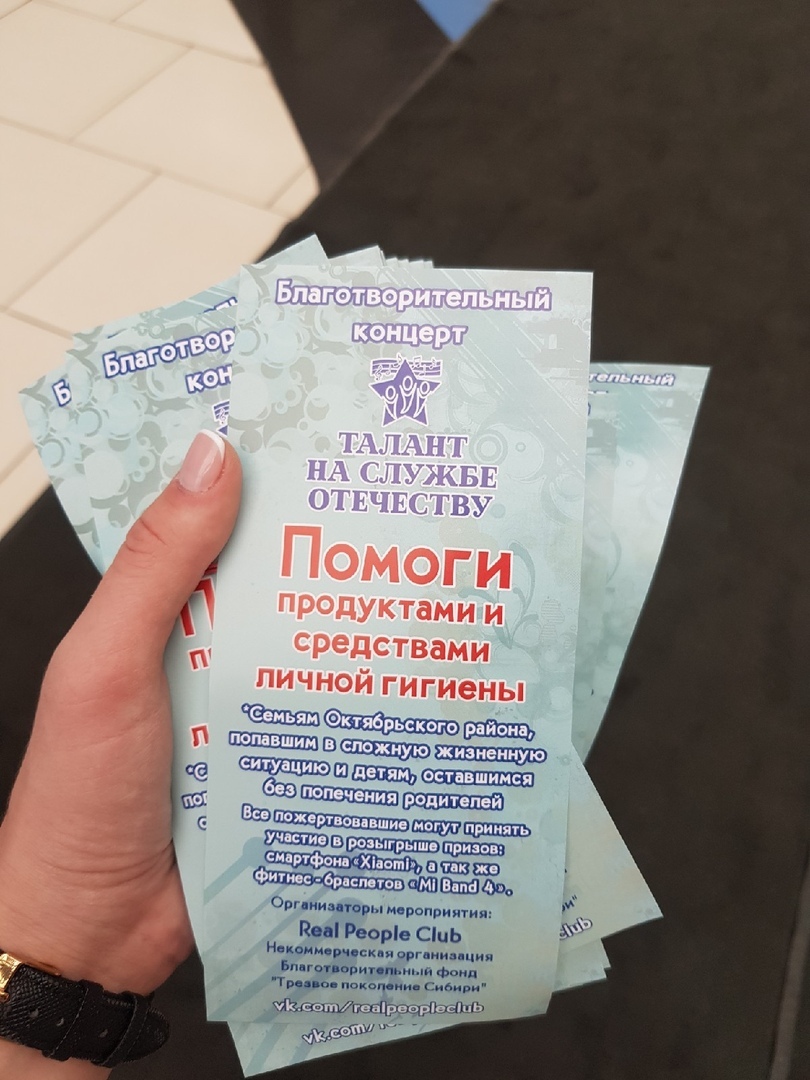 Благотворительный
концерт
ТАЛАНТ
НА СЛУЖБЕ
ОТЕЧЕСТВУ
Помоги
продуктами и
средствами
личной гигиены
*Семьям Октябрьского района,
попавшим в сложную жизненную
ситуацию и детям, оставшимся
без попечения родителей
Все пожертвовавшие могут принять
участие в розыгрыше призов:
смартфона «Xiaomi», а так же
фитнес-браслетов «Mi Band 4».
Организаторы мероприятия:
Real People Club
Некоммерческая организация
Благотворительный фонд
"Трезвое поколение Сибири"
vk.com/realpeopleclub